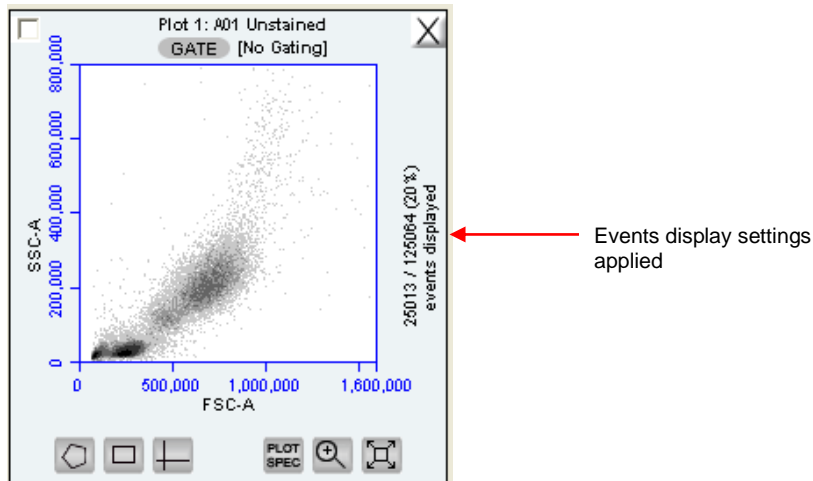 Plot 1: A01 Unstained
GATE [No Gating]
800,000
600,000
400,000
200,000
0
SSC-A
0 500,000 1,000,000 1,600,000
FSC-A
25013 / 125064 (20%)
events displayed
Events display settings
applied
PLOT
SPEC